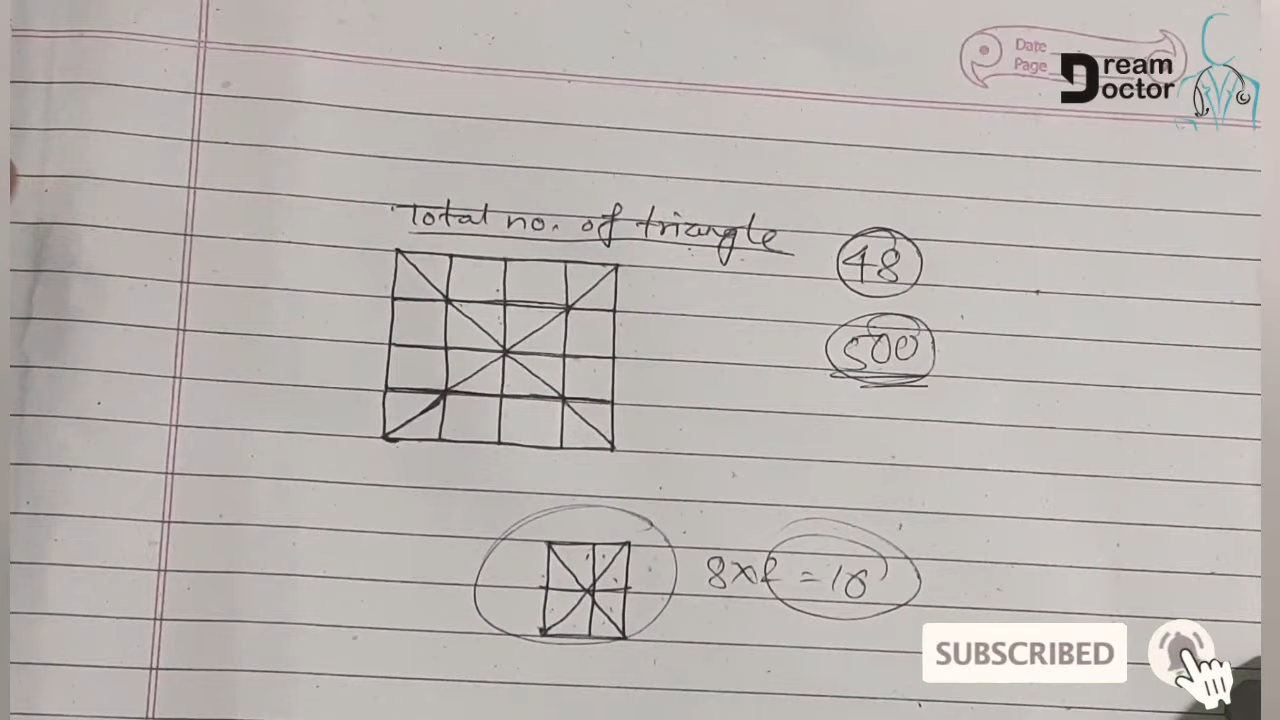 Date
Page
Dream
Doctor
Total no. of triangle
48
500
8x2 = 16
SUBSCRIBED